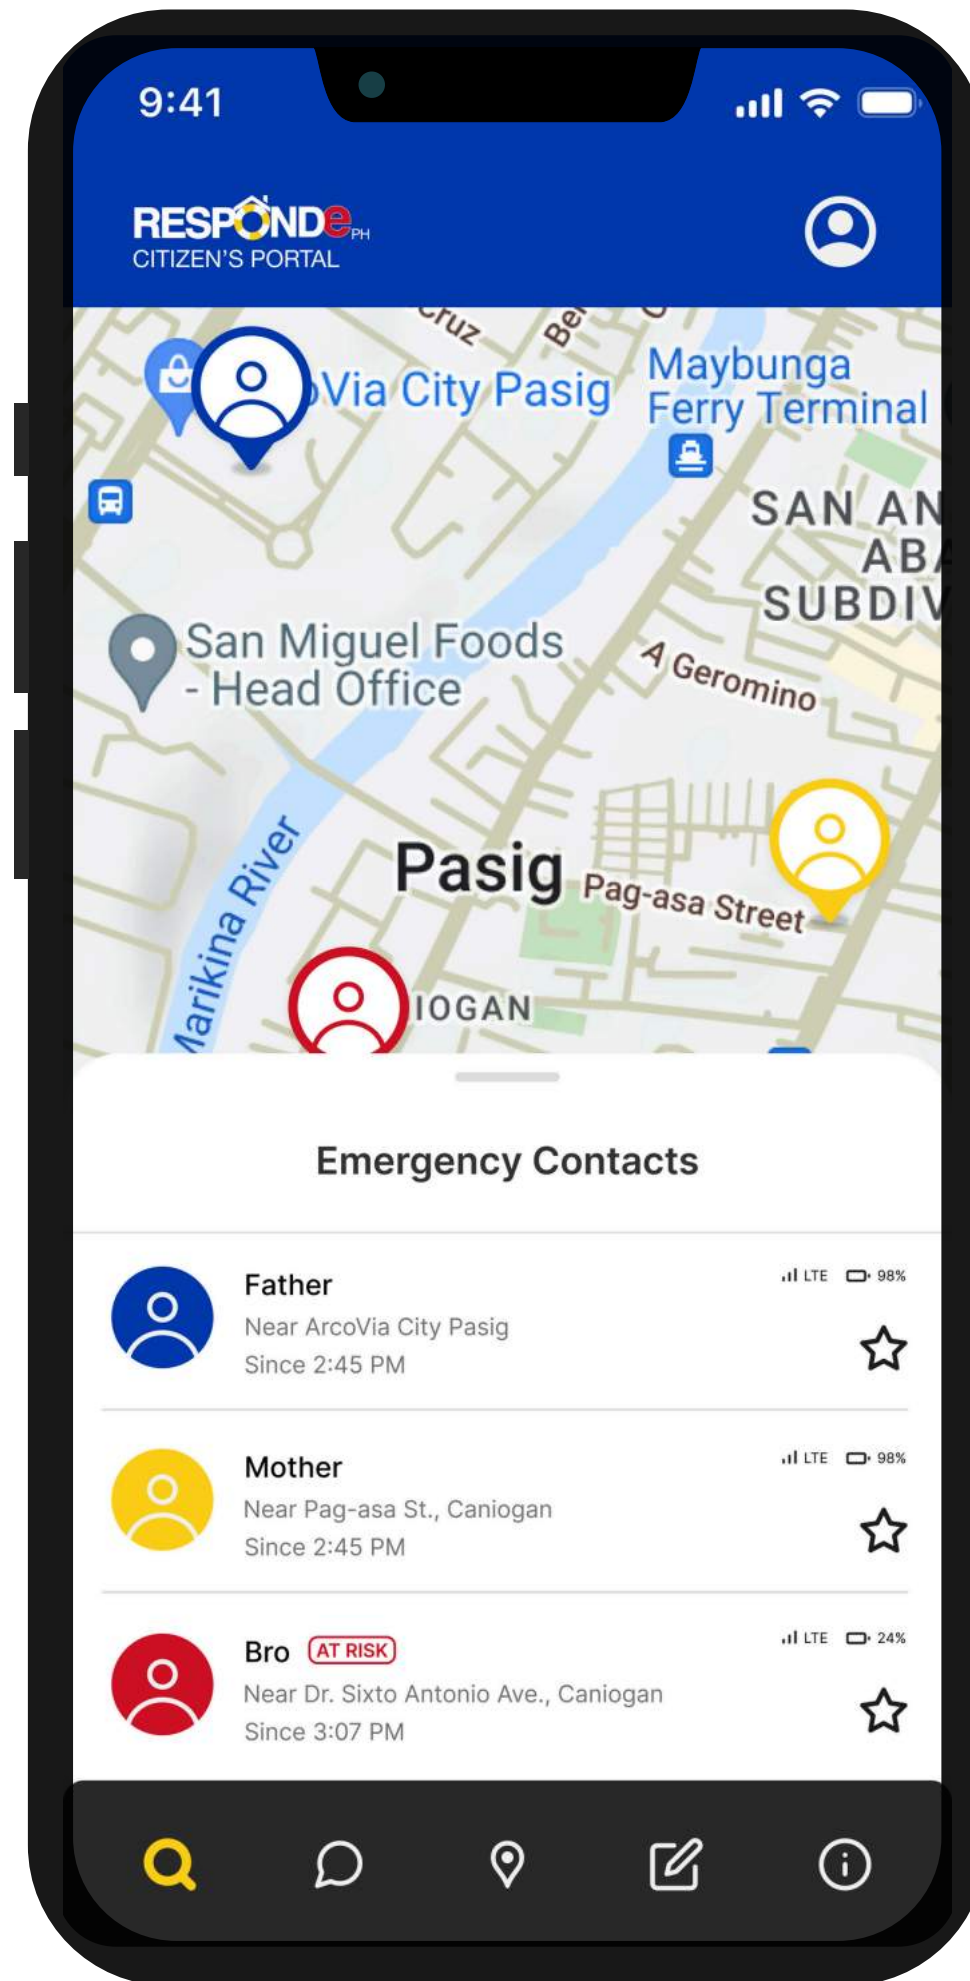 9:41
RESPONDe PH
CITIZEN'S PORTAL
Cruz
Via City Pasig
Maybunga
Ferry Terminal
SAN AN
ABA
SUBDIV
San Miguel Foods
- Head Office
A Geromino
Marikina River
Pasig
Pag-asa Street
IOGAN
Emergency Contacts
Father
LTE 98%
Near ArcoVia City Pasig
Since 2:45 PM
Mother
LTE 98%
Near Pag-asa St., Caniogan
Since 2:45 PM
Bro AT RISK
LTE 24%
Near Dr. Sixto Antonio Ave., Caniogan
Since 3:07 PM